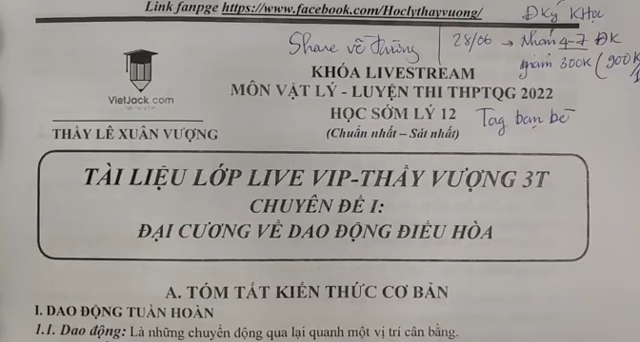 Link fanpge https://www.facebook.com/Hoclythayvuong/
ĐKý KHọc
Share về tường
28/06 → Nhắn 4-7 ĐK
giảm 300K (900K
VietJack.com
KHÓA LIVESTREAM
MÔN VẬT LÝ - LUYỆN THI THPTQG 2022
HỌC SỚM LÝ 12
Tag bạn bè
THẦY LÊ XUÂN VƯỢNG
(Chuẩn nhất – Sát nhất)
TÀI LIỆU LỚP LIVE VIP-THẦY VƯỢNG 3T
CHUYÊN ĐỀ I:
ĐẠI CƯƠNG VỀ DAO ĐỘNG ĐIỀU HÒA
A. TÓM TẮT KIẾN THỨC CƠ BẢN
I. DAO ĐỘNG TUẦN HOÀN
1.1. Dao động: Là những chuyển động qua lại quanh một vị trí cân bằng.